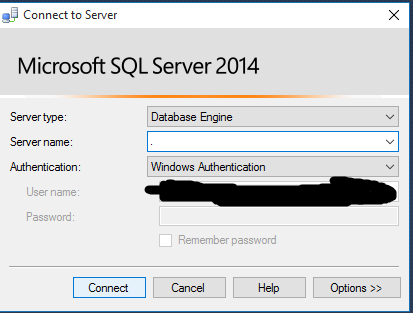 Connect to Server
Microsoft SQL Server 2014
Server type: Database Engine
Server name: .
Authentication: Windows Authentication
User name:
Password:
Remember password
Connect Cancel Help Options >>